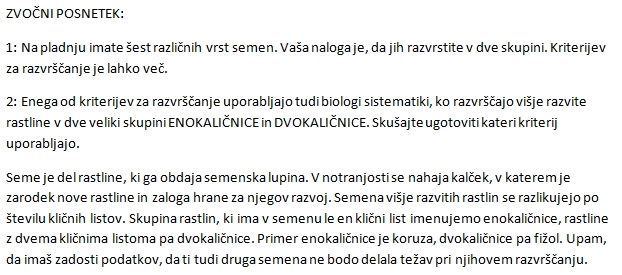 ZVOČNI POSNETEK:
1: Na pladnju imate šest različnih vrst semen. Vaša naloga je, da jih razvrstite v dve skupini. Kriterijev
za razvrščanje je lahko več.
2: Enega od kriterijev za razvrščanje uporabljajo tudi biologi sistematiki, ko razvrščajo višje razvite
rastline v dve veliki skupini ENOKALIČNICE in DVOKALIČNICE. Skušajte ugotoviti kateri kriterij
uporabljajo.
Seme je del rastline, ki ga obdaja semenska lupina. V notranjosti se nahaja kalček, v katerem je
zarodek nove rastline in zaloga hrane za njegov razvoj. Semena višje razvitih rastlin se razlikujejo po
številu kličnih listov. Skupina rastlin, ki ima v semenu le en klični list imenujemo enokaličnice, rastline
z dvema kličnima listoma pa dvokaličnice. Primer enokaličnice je koruza, dvokaličnice pa fižol. Upam,
da imaš zadosti podatkov, da ti tudi druga semena ne bodo delala težav pri njihovem razvrščanju.